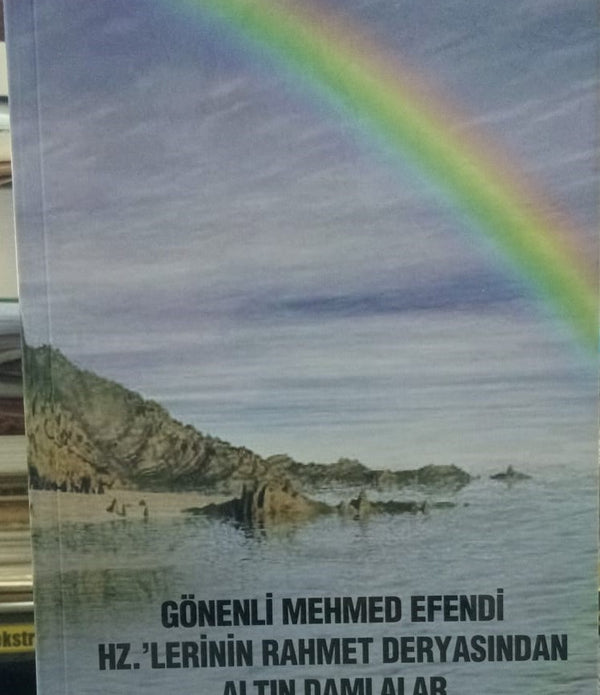 GÖNENLİ MEHMED EFENDİ
HZ.'LERİNİN RAHMET DERYASINDAN
ALTIN DAMLALAR